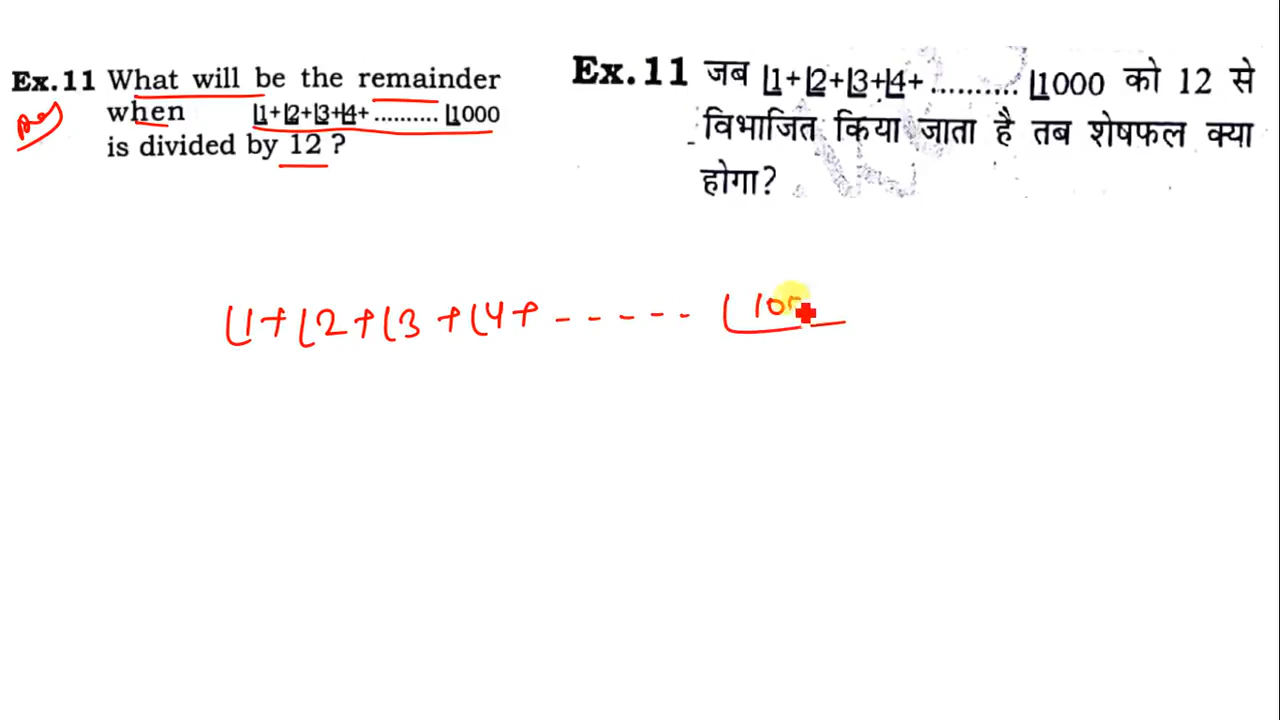 Ex.11 What will be the remainder
when |1+|2+|3+|4+ .......... |1000
is divided by 12 ?
Ex.11 जब |1+|2+|3+|4+ .......... |1000 को 12 से
विभाजित किया जाता है तब शेषफल क्या
होगा?
|1+|2+|3+|4+ ----- |100